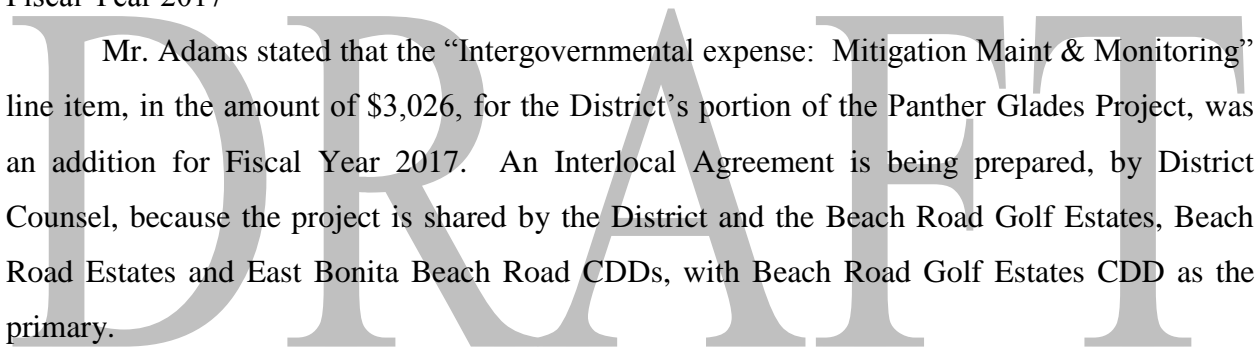 Fiscal Year 2017
Mr. Adams stated that the “Intergovernmental expense: Mitigation Maint & Monitoring”
line item, in the amount of $3,026, for the District’s portion of the Panther Glades Project, was
an addition for Fiscal Year 2017. An Interlocal Agreement is being prepared, by District
Counsel, because the project is shared by the District and the Beach Road Golf Estates, Beach
Road Estates and East Bonita Beach Road CDDs, with Beach Road Golf Estates CDD as the
primary.
DRAFT